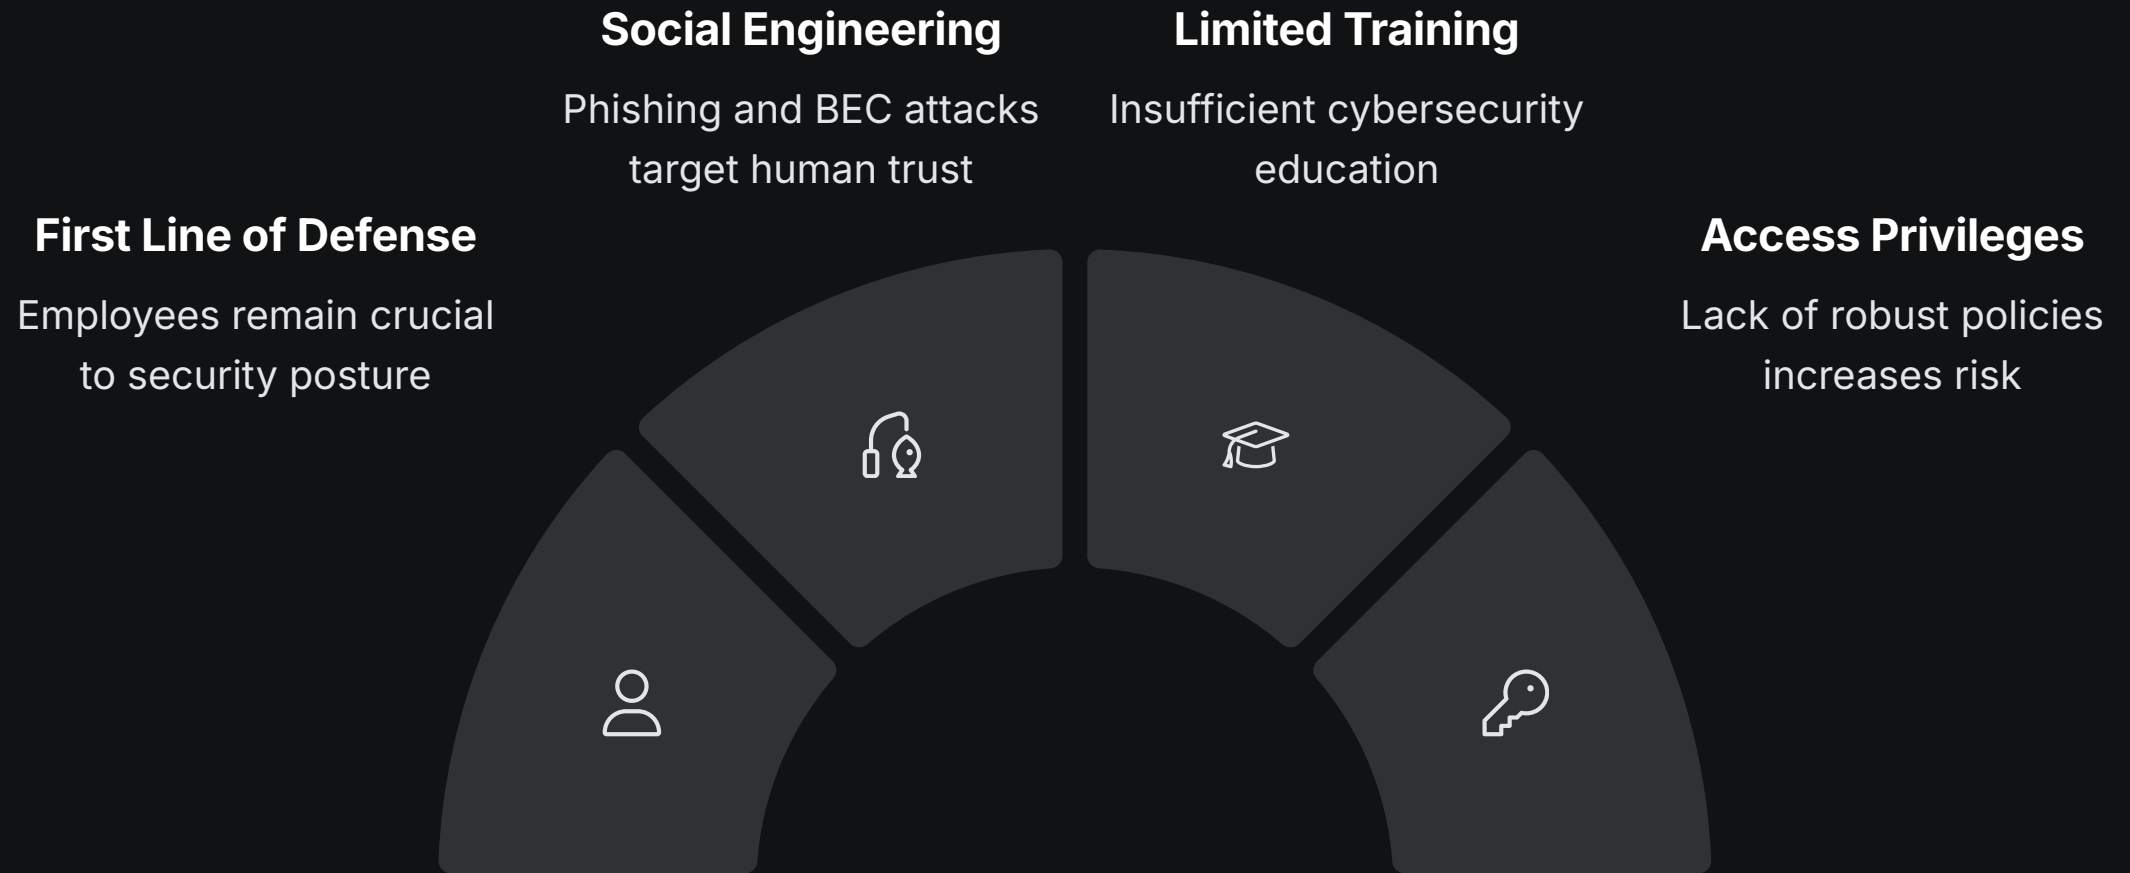 Social Engineering
Phishing and BEC attacks
target human trust
Limited Training
Insufficient cybersecurity
education
First Line of Defense
Employees remain crucial
to security posture
Access Privileges
Lack of robust policies
increases risk